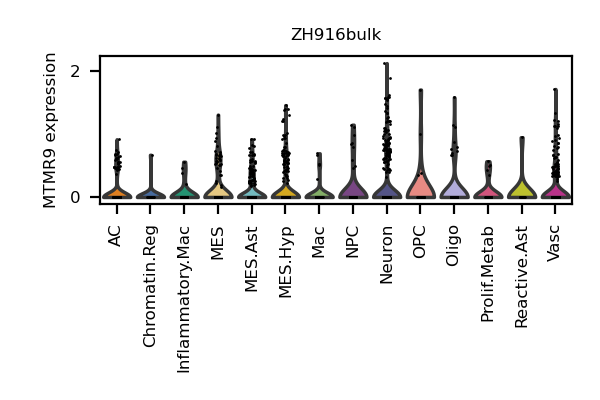 ZH916bulk
MTMR9 expression
2
0
AC
Chromatin.Reg
Inflammatory.Mac
MES
MES.Ast
MES.Hyp
Mac
NPC
Neuron
OPC
Oligo
Prolif.Metab
Reactive.Ast
Vasc